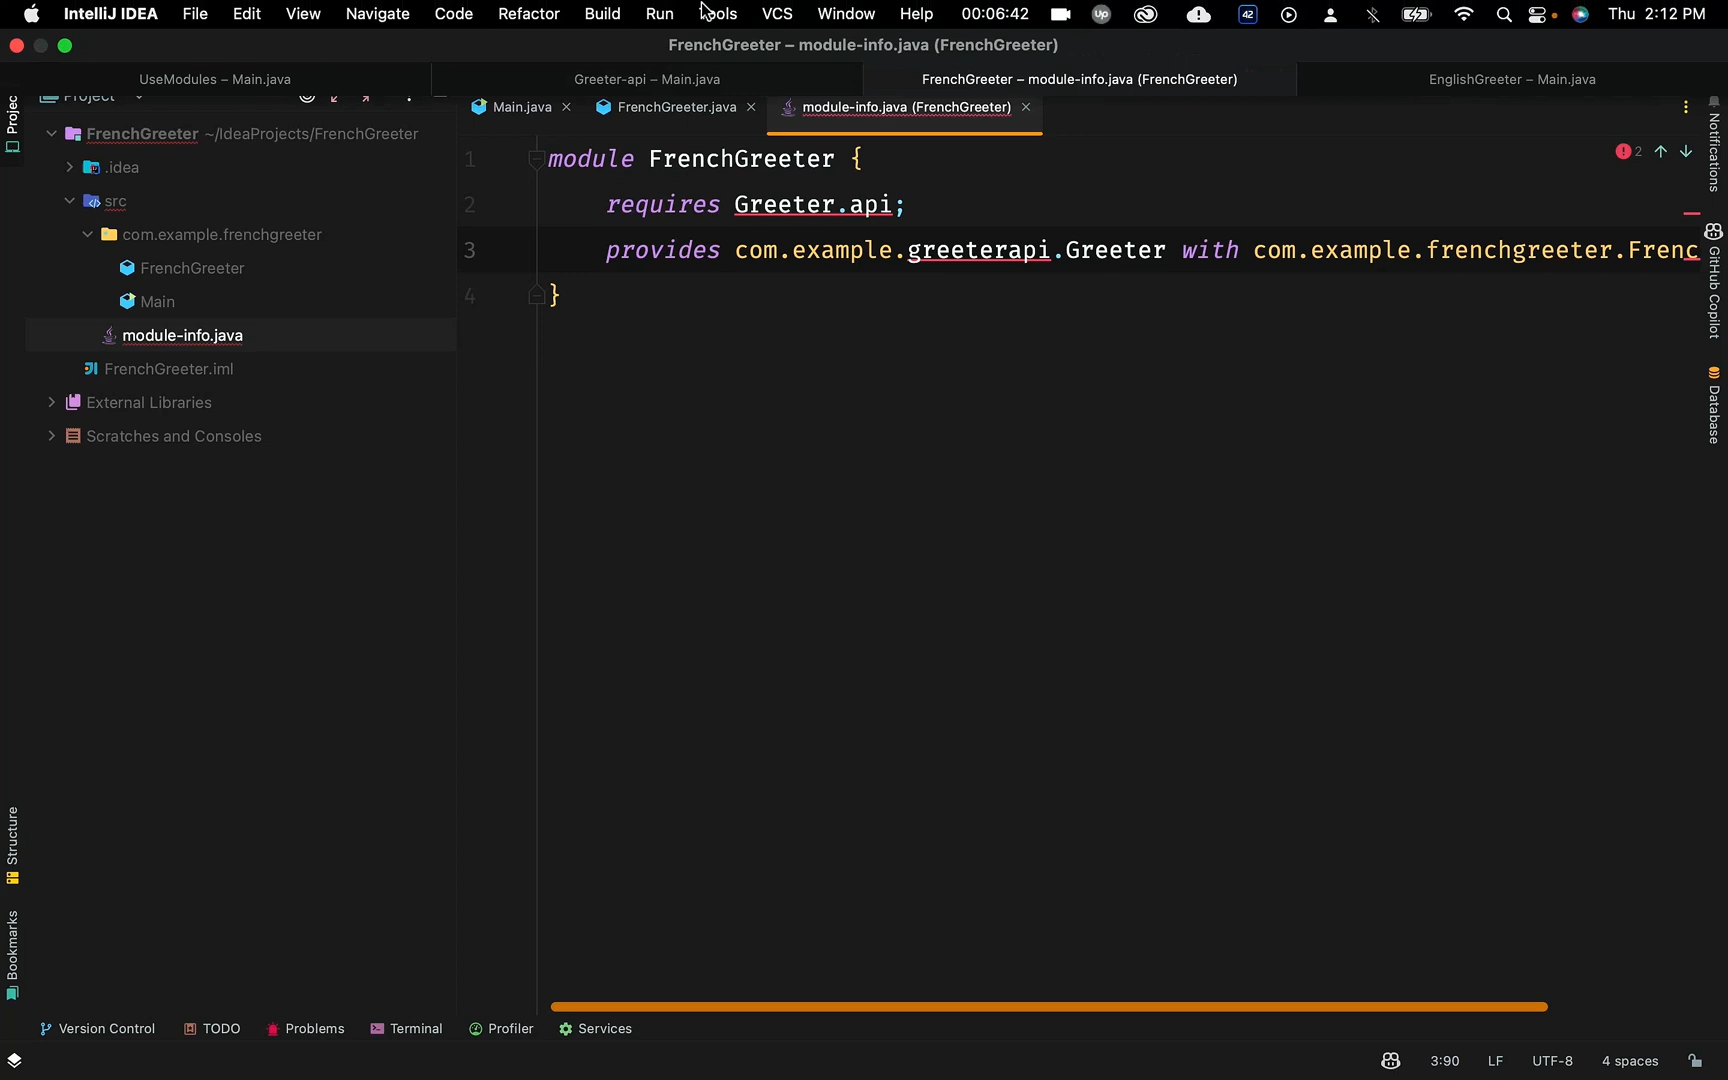 IntelliJ IDEA File Edit View Navigate Code Refactor Build Run Tools VCS Window Help 00:06:42 Up 42 Thu 2:12 PM
FrenchGreeter – module-info.java (FrenchGreeter)
UseModules – Main.java Greeter-api – Main.java FrenchGreeter – module-info.java (FrenchGreeter) EnglishGreeter – Main.java
Project
Main.java FrenchGreeter.java module-info.java (FrenchGreeter)
FrenchGreeter ~/IdeaProjects/FrenchGreeter
.idea
src
com.example.frenchgreeter
FrenchGreeter
Main
module-info.java
FrenchGreeter.iml
External Libraries
Scratches and Consoles
1 module FrenchGreeter {
2 requires Greeter.api;
3 provides com.example.greeterapi.Greeter with com.example.frenchgreeter.Frenc
4 }
2
Projec
Structure
Bookmarks
Notifications
GitHub Copilot
Database
Version Control TODO Problems Terminal Profiler Services
3:90 LF UTF-8 4 spaces